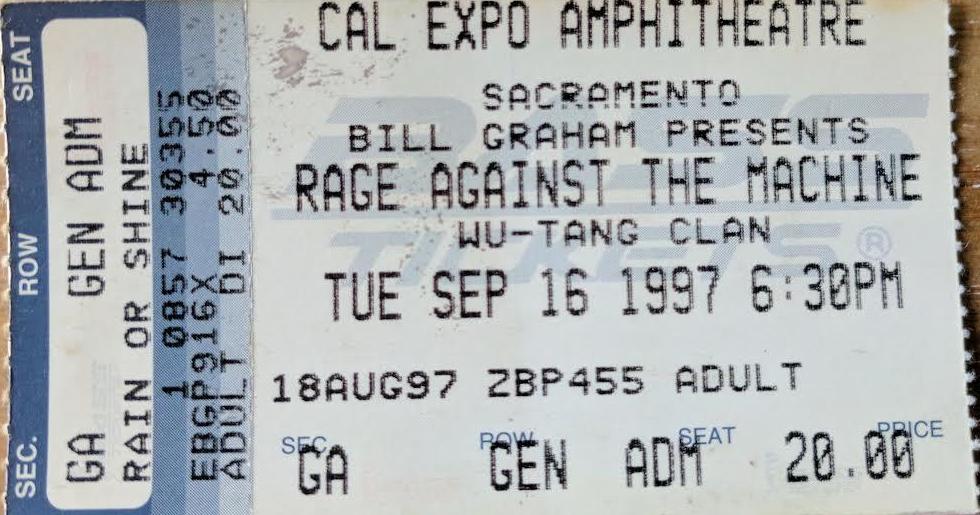 CAL EXPO AMPHITHEATRE
SACRAMENTO
BILL GRAHAM PRESENTS
RAGE AGAINST THE MACHINE
WU-TANG CLAN
TUE SEP 16 1997 6:30PM
18AUG97 ZBP455 ADULT
SEC. ROW SEAT PRICE
GA GEN ADM 20.00
BASS
TICKETS®
SEC. ROW SEAT
GA GEN ADM
RAIN OR SHINE
1 0857 30355
EBGP916X 4.50
ADULT DI 20.00